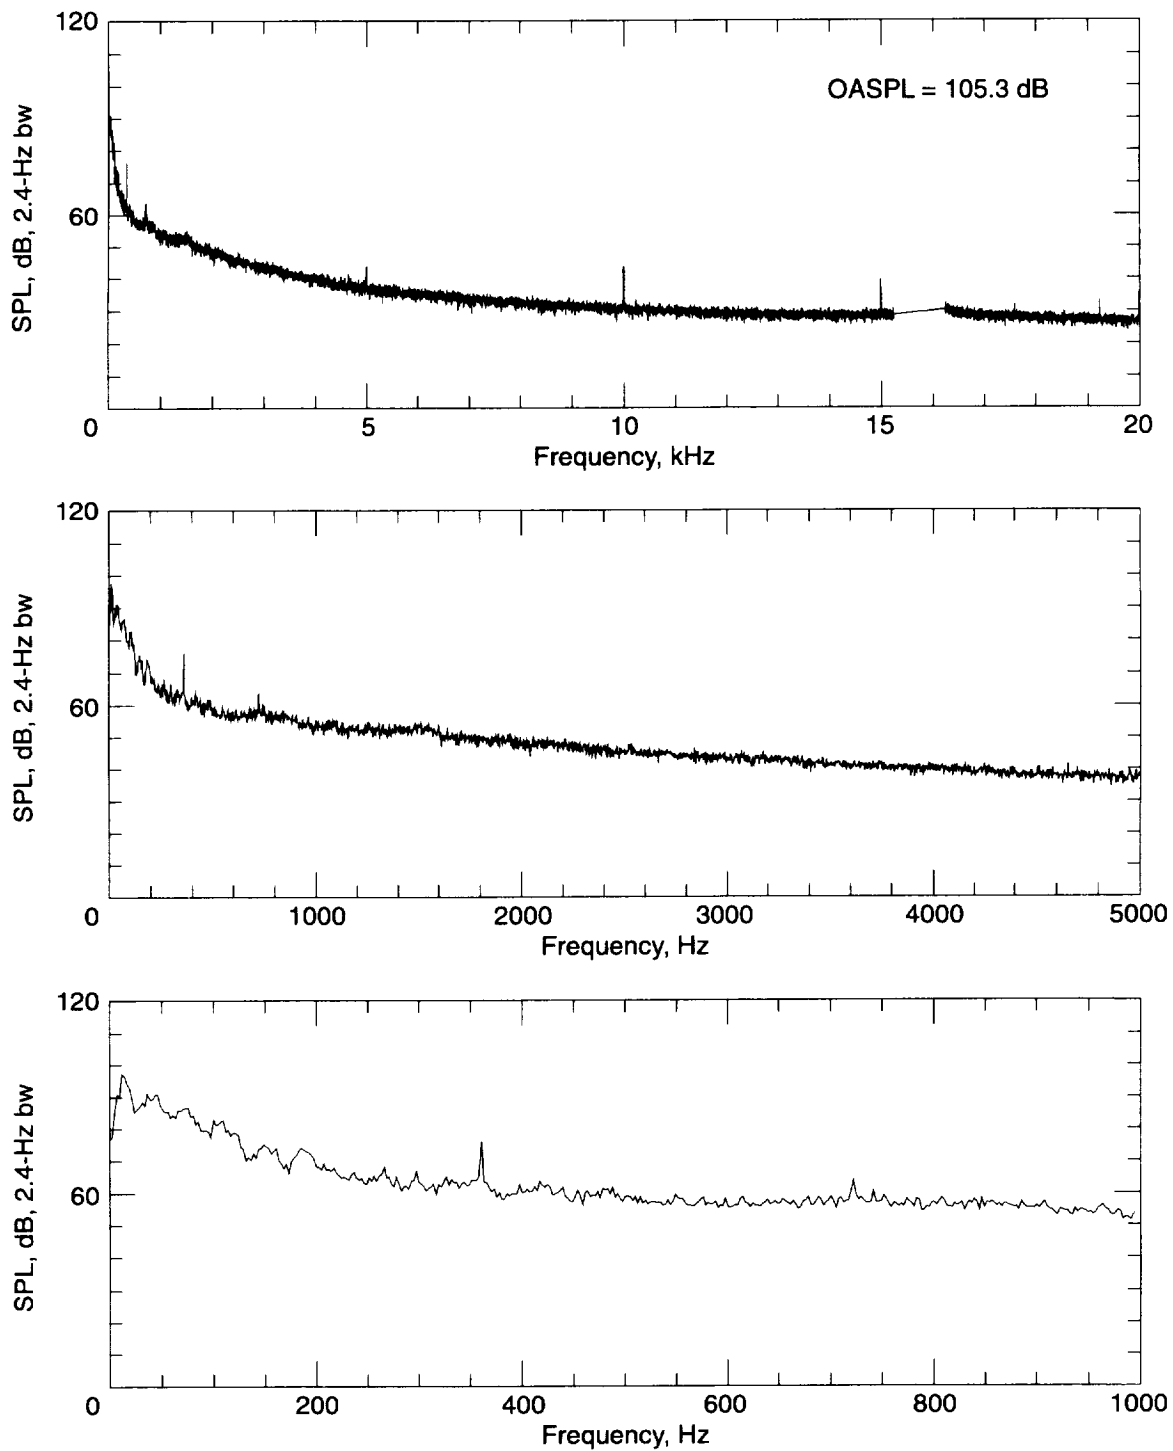 120
OASPL = 105.3 dB
SPL, dB, 2.4-Hz bw
60
0 5 10 15 20
Frequency, kHz
120
SPL, dB, 2.4-Hz bw
60
0 1000 2000 3000 4000 5000
Frequency, Hz
120
SPL, dB, 2.4-Hz bw
60
0 200 400 600 800 1000
Frequency, Hz